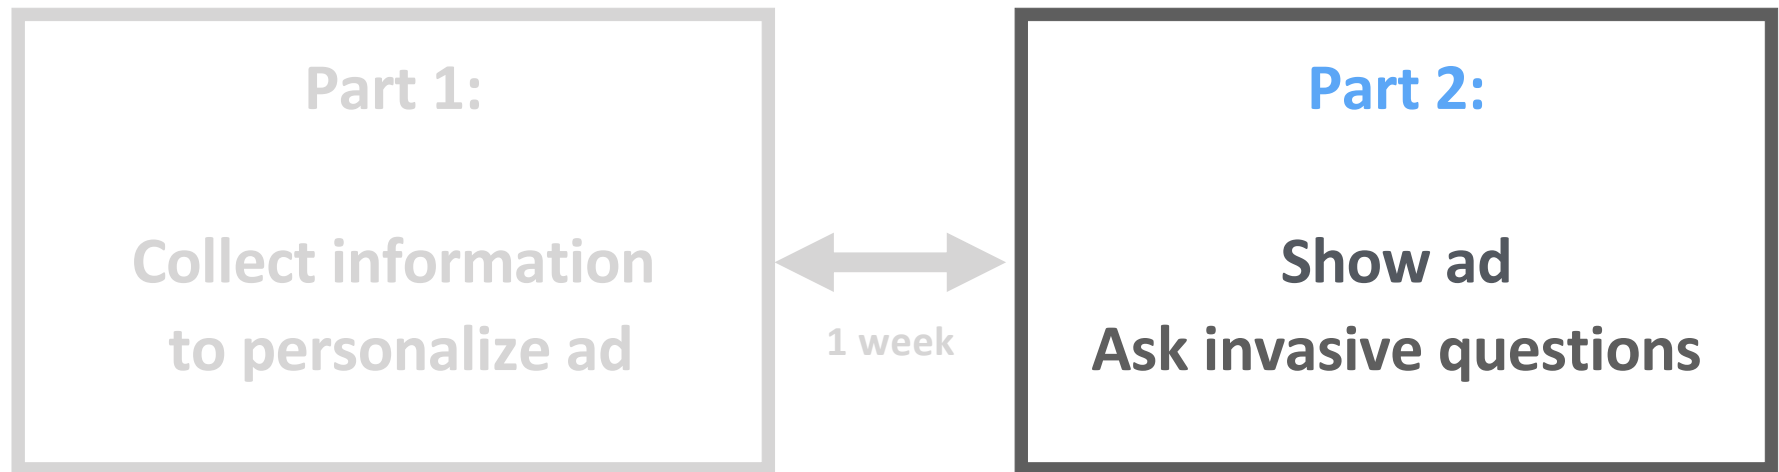 Part 1:
Collect information
to personalize ad
1 week
Part 2:
Show ad
Ask invasive questions